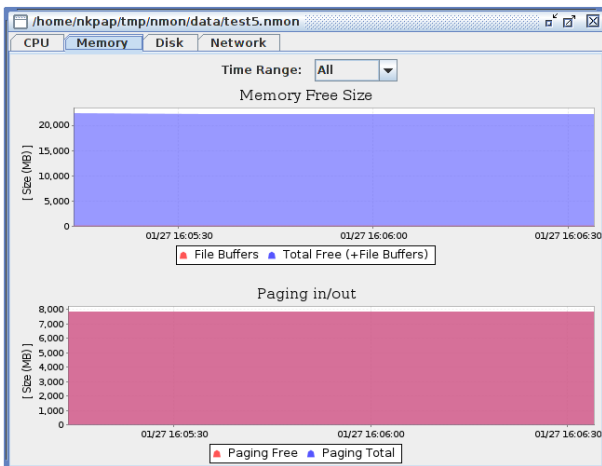 /home/nkpap/tmp/nmon/data/test5.nmon
CPU Memory Disk Network
Time Range: All
Memory Free Size
[ Size (MB) ]
20,000
15,000
10,000
5,000
0
01/27 16:05:30 01/27 16:06:00 01/27 16:06:30
File Buffers Total Free (+File Buffers)
Paging in/out
[ Size (MB) ]
8,000
7,000
6,000
5,000
4,000
3,000
2,000
1,000
0
01/27 16:05:30 01/27 16:06:00 01/27 16:06:30
Paging Free Paging Total